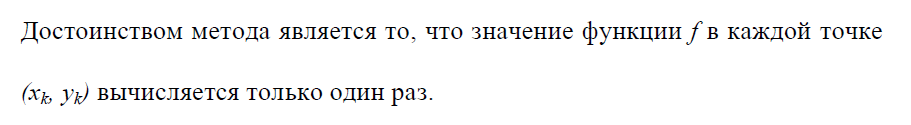 Достоинством метода является то, что значение функции f в каждой точке
(xₖ, yₖ) вычисляется только один раз.